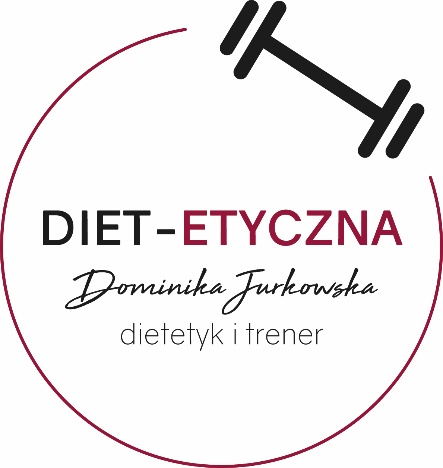 DIET-ETYCZNA
Dominika Jurkowska
dietetyk i trener